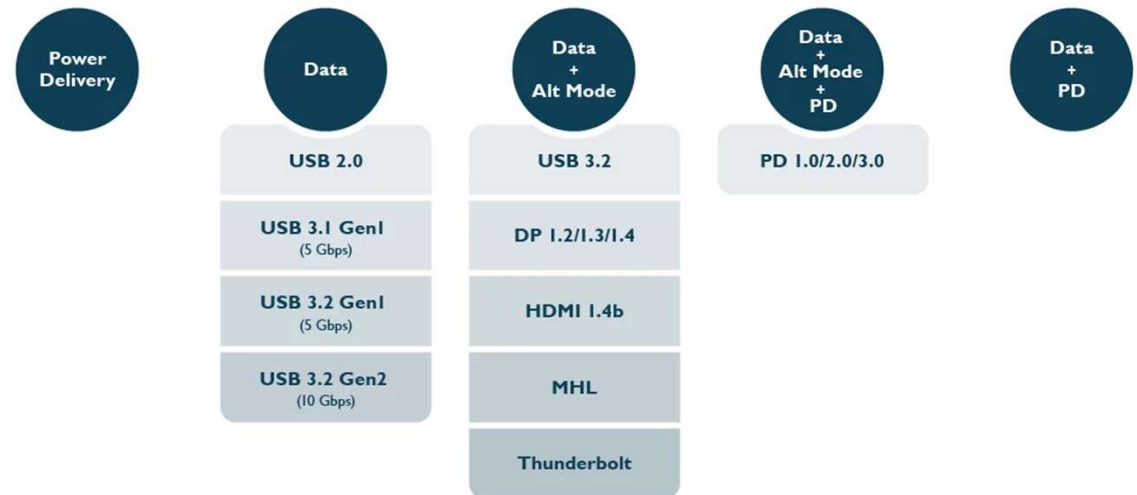 Power
Delivery
Data
Data
+
Alt Mode
Data
+
Alt Mode
+
PD
Data
+
PD
USB 2.0
USB 3.1 Gen1
(5 Gbps)
USB 3.2 Gen1
(5 Gbps)
USB 3.2 Gen2
(10 Gbps)
USB 3.2
DP 1.2/1.3/1.4
HDMI 1.4b
MHL
Thunderbolt
PD 1.0/2.0/3.0